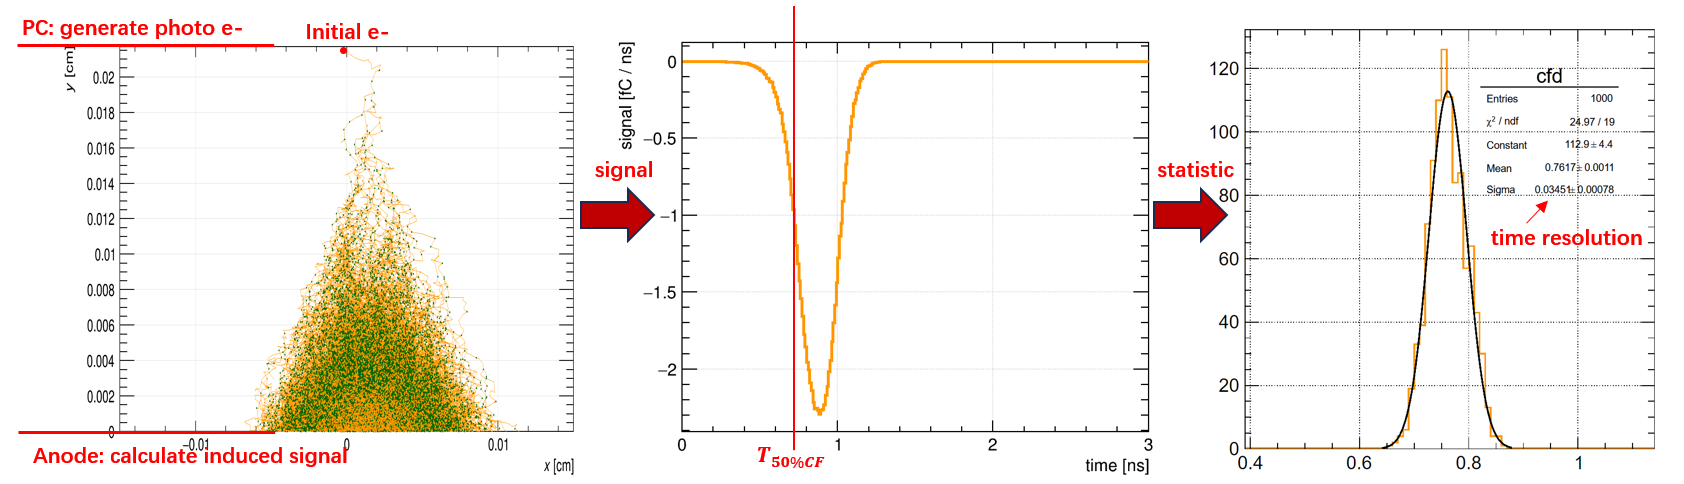 PC: generate photo e-
Initial e-
y [cm]
0.02
0.018
0.016
0.014
0.012
0.01
0.008
0.006
0.004
0.002
0
−0.01
0
0.01
x [cm]
Anode: calculate induced signal
signal
signal [fC / ns]
0
−0.5
−1
−1.5
−2
0
1
2
3
T50%CF
time [ns]
statistic
120
100
80
60
40
20
0
0.4
0.6
0.8
1
cfd
Entries 1000
χ² / ndf 24.97 / 19
Constant 112.9 ± 4.4
Mean 0.7617 ± 0.0011
Sigma 0.03451 ± 0.00078
time resolution